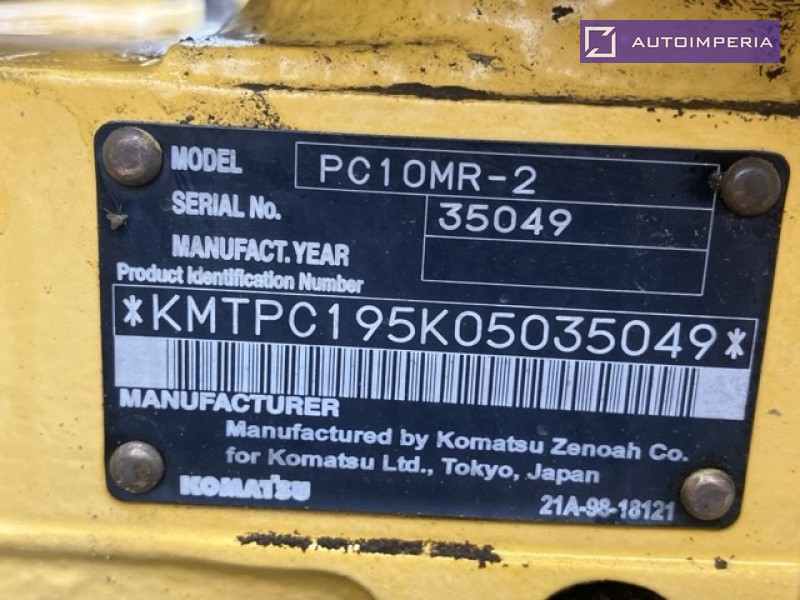 AUTOIMPERIA
MODEL PC10MR-2
SERIAL No. 35049
MANUFACT.YEAR
Product Identification Number
*KMTPC195K05035049*
MANUFACTURER
Manufactured by Komatsu Zenoah Co.
for Komatsu Ltd., Tokyo, Japan
KOMATSU 21A-98-18121